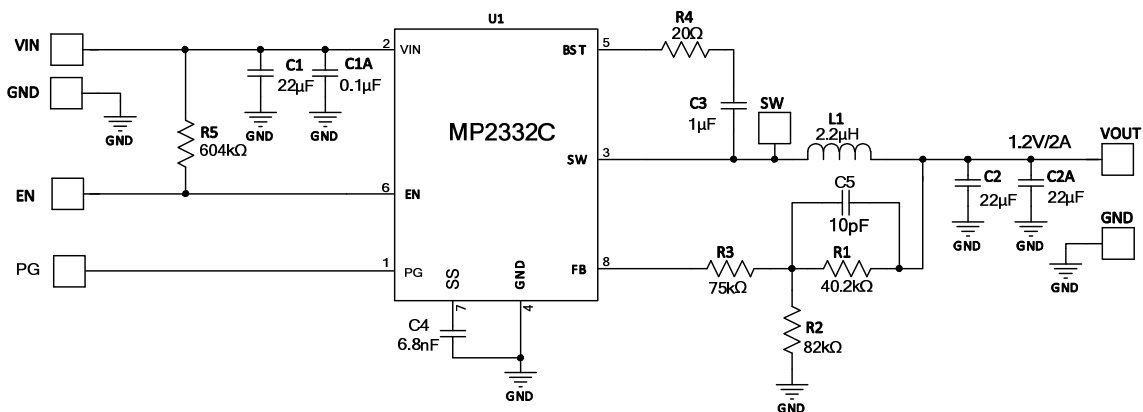 U1
R4
20Ω
VIN
2
VIN
BST
5
C1
22µF
C1A
0.1µF
GND
GND
GND
GND
R5
604kΩ
MP2332C
C3
1µF
SW
L1
2.2µH
SW
3
1.2V/2A
VOUT
C2
22µF
C2A
22µF
GND
GND
EN
6
EN
C5
10pF
GND
GND
PG
1
PG
FB
8
R3
75kΩ
R1
40.2kΩ
SS
7
GND
4
C4
6.8nF
R2
82kΩ
GND
GND